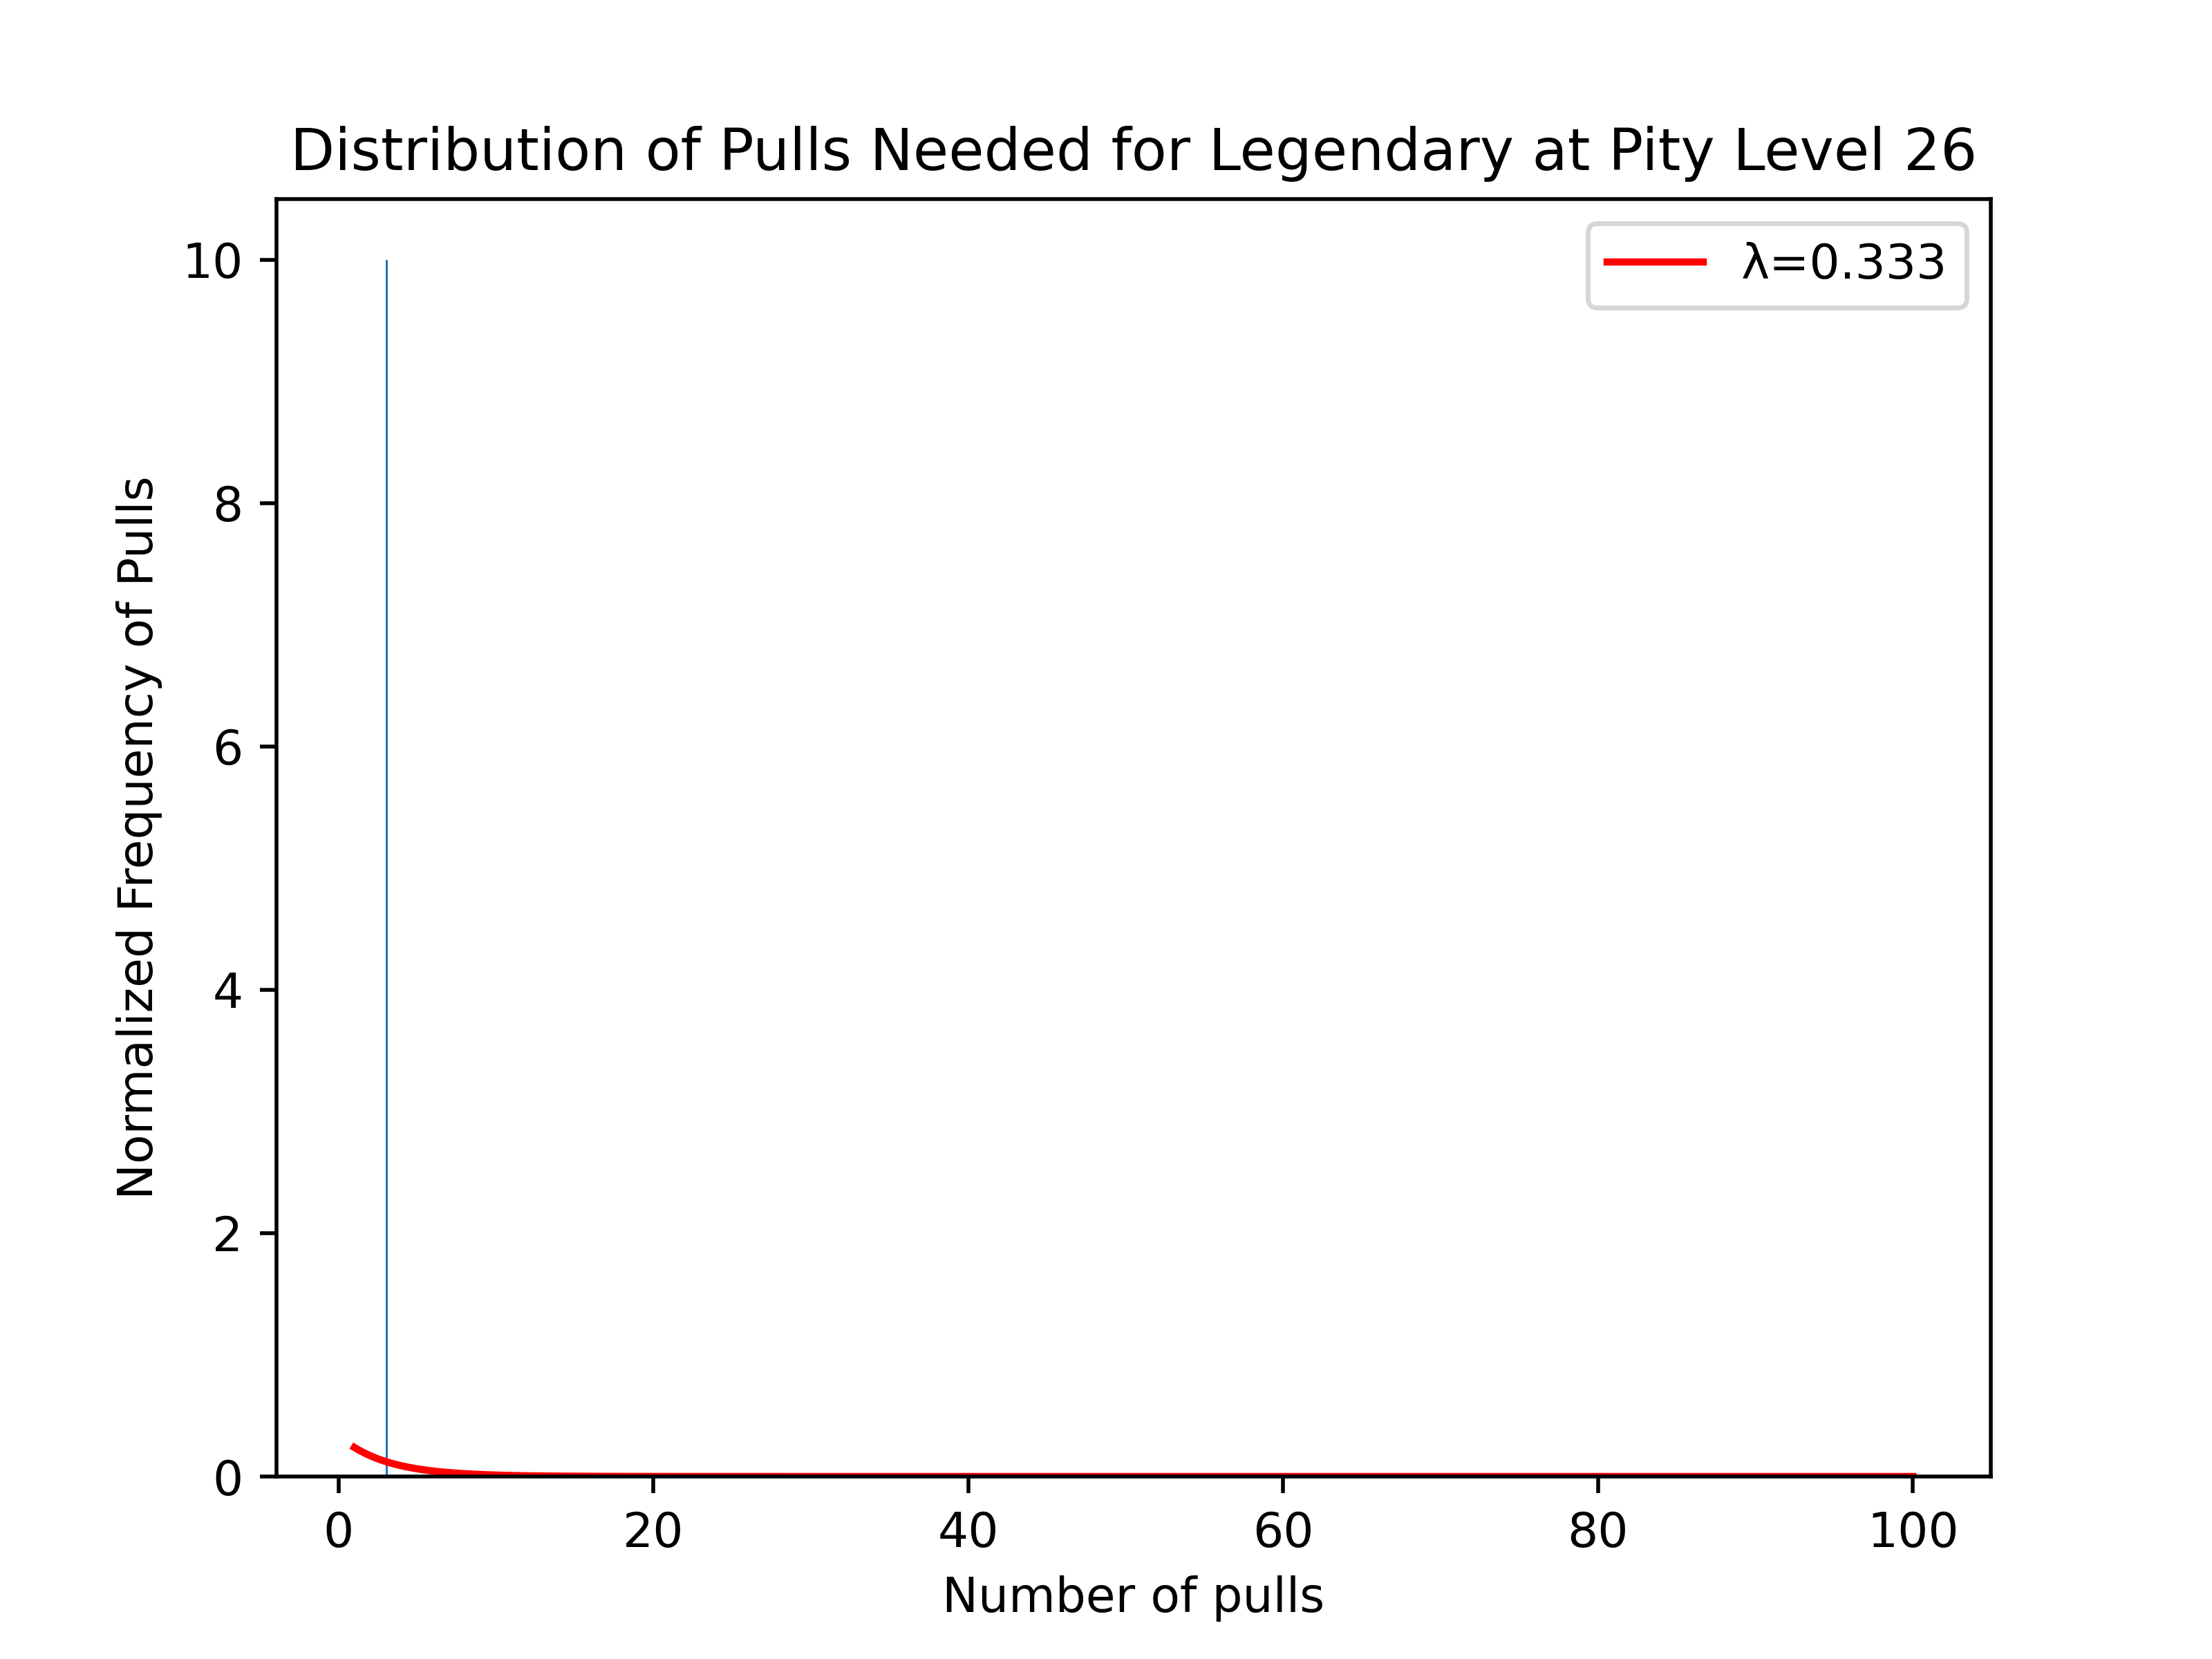 Distribution of Pulls Needed for Legendary at Pity Level 26
λ=0.333
Normalized Frequency of Pulls
10
8
6
4
2
0
0 20 40 60 80 100
Number of pulls